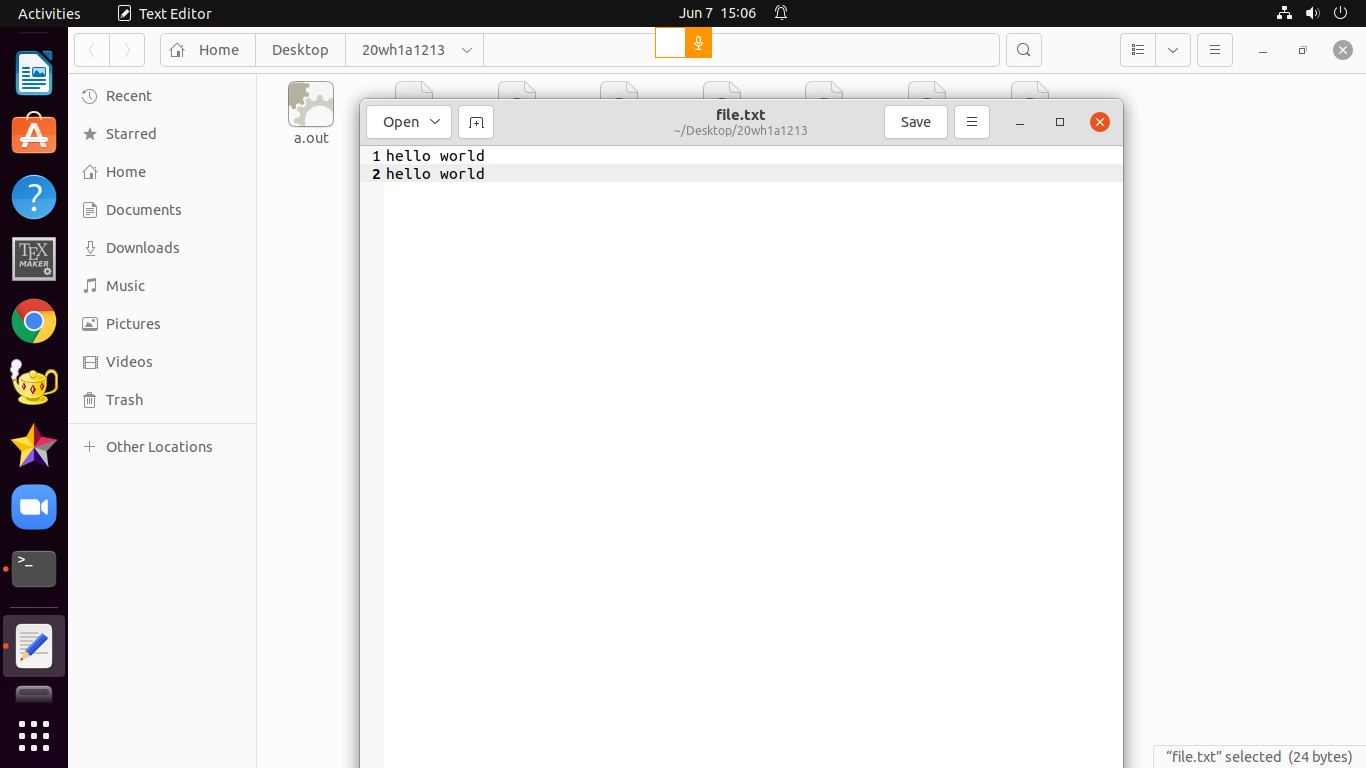 Activities
Text Editor
Jun 7 15:06
Home
Desktop
20wh1a1213
Recent
Starred
Home
Documents
Downloads
Music
Pictures
Videos
Trash
Other Locations
a.out
Open
file.txt
~/Desktop/20wh1a1213
Save
1 hello world
2 hello world
TEX
MAKER
?
>_
“file.txt” selected (24 bytes)